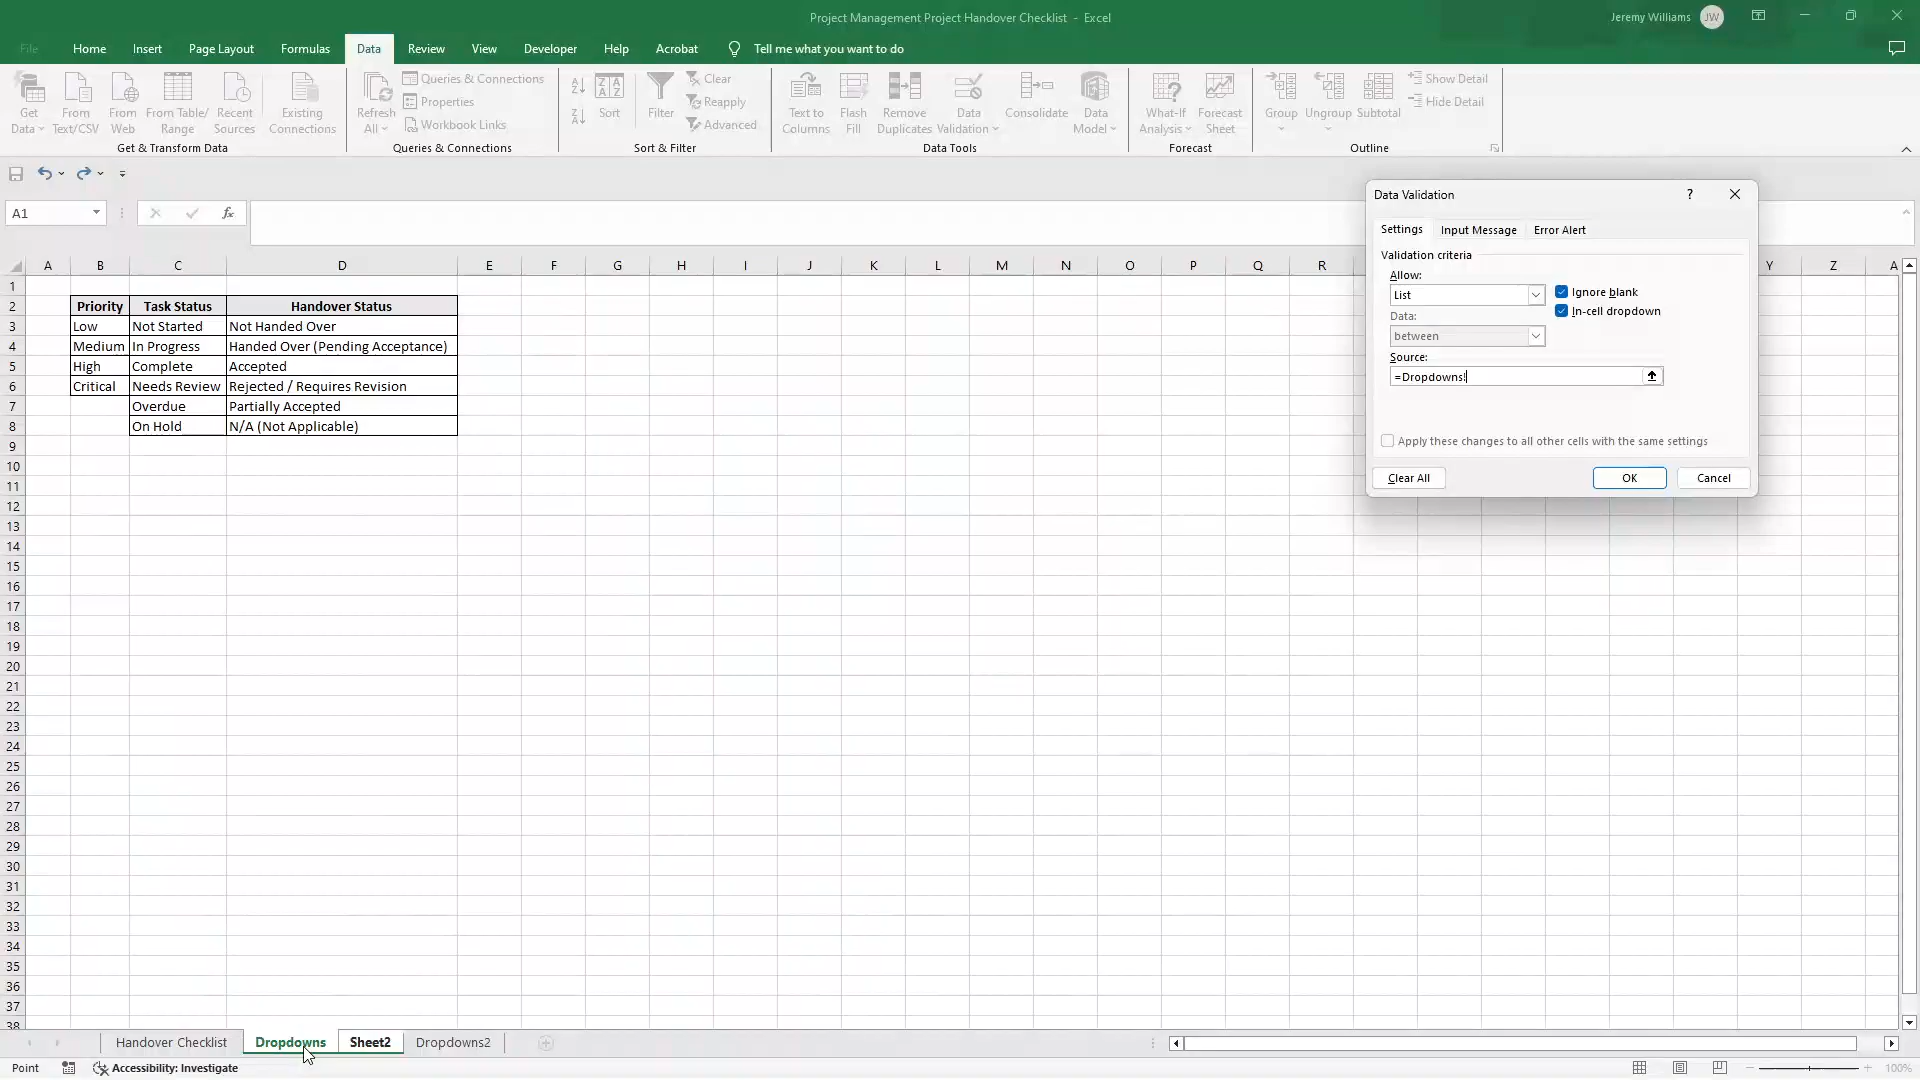 Project Management Project Handover Checklist - Excel
Jeremy Williams JW
File Home Insert Page Layout Formulas Data Review View Developer Help Acrobat Tell me what you want to do
Get Data
From Text/CSV
From Web
From Table/ Range
Recent Sources
Existing Connections
Get & Transform Data
Refresh All
Queries & Connections
Properties
Workbook Links
Queries & Connections
Sort
Filter
Clear
Reapply
Advanced
Sort & Filter
Text to Columns
Flash Fill
Remove Duplicates
Data Validation
Consolidate
Data Model
Data Tools
What-If Analysis
Forecast Sheet
Forecast
Group
Ungroup
Subtotal
Show Detail
Hide Detail
Outline
A1
fx
Data Validation ?
Settings Input Message Error Alert
Validation criteria
Allow:
List
Ignore blank
In-cell dropdown
Data:
between
Source:
=Dropdowns!
Apply these changes to all other cells with the same settings
Clear All OK Cancel
A B C D E F G H I J K L M N O P Q R Y Z A
1
2 Priority Task Status Handover Status
3 Low Not Started Not Handed Over
4 Medium In Progress Handed Over (Pending Acceptance)
5 High Complete Accepted
6 Critical Needs Review Rejected / Requires Revision
7 Overdue Partially Accepted
8 On Hold N/A (Not Applicable)
9
10
11
12
13
14
15
16
17
18
19
20
21
22
23
24
25
26
27
28
29
30
31
32
33
34
35
36
37
38
Handover Checklist Dropdowns Sheet2 Dropdowns2
Point Accessibility: Investigate 100%